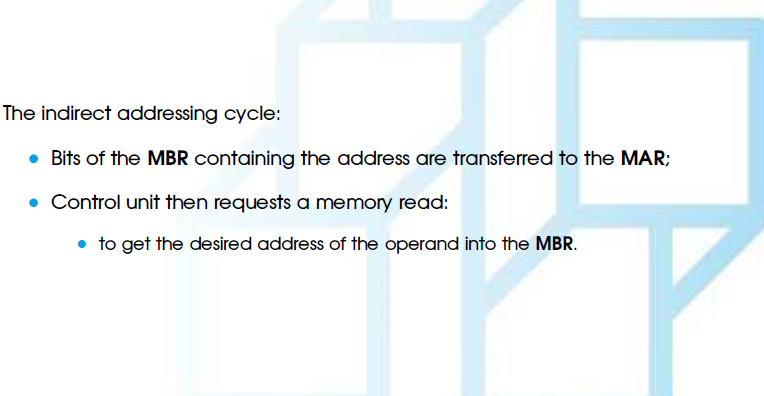 The indirect addressing cycle:
• Bits of the MBR containing the address are transferred to the MAR;
• Control unit then requests a memory read:
• to get the desired address of the operand into the MBR.